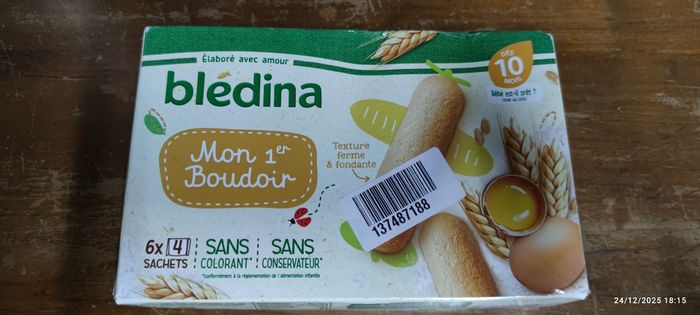 Élaboré avec amour
blédina
Mon 1er
Boudoir
Texture
ferme
& fondante
DÈS
10
MOIS
Bébé est-il prêt ?
137487188
6x 4
SACHETS
SANS
COLORANT*
SANS
CONSERVATEUR*
*conformément à la réglementation de l'alimentation infantile
24/12/2025 18:15